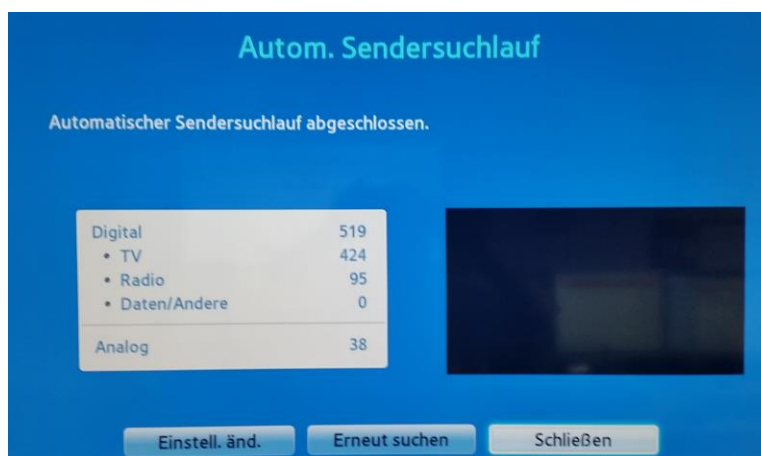 Autom. Sendersuchlauf
Automatischer Sendersuchlauf abgeschlossen.
Digital 519
• TV 424
• Radio 95
• Daten/Andere 0
Analog 38
Einstell. änd. Erneut suchen Schließen